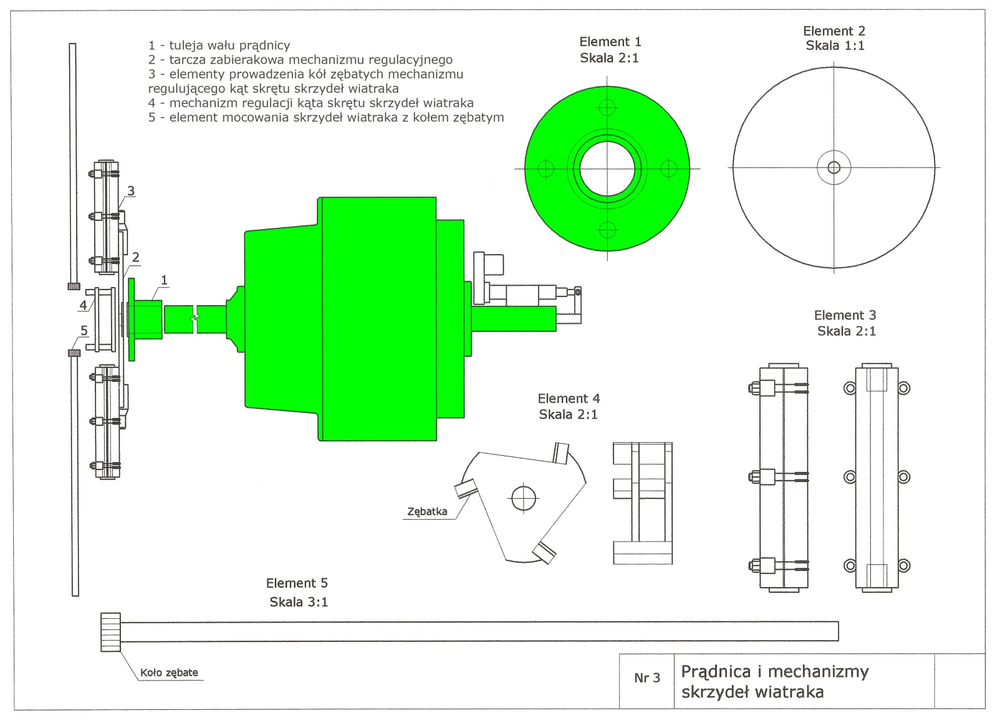 1 - tuleja wału prądnicy
2 - tarcza zabierakowa mechanizmu regulacyjnego
3 - elementy prowadzenia kół zębatych mechanizmu
regulującego kąt skrętu skrzydeł wiatraka
4 - mechanizm regulacji kąta skrętu skrzydeł wiatraka
5 - element mocowania skrzydeł wiatraka z kołem zębatym
Element 1
Skala 2:1
Element 2
Skala 1:1
3
2
1
4
5
Element 3
Skala 2:1
Element 4
Skala 2:1
Zębatka
Element 5
Skala 3:1
Koło zębate
Nr 3
Prądnica i mechanizmy
skrzydeł wiatraka